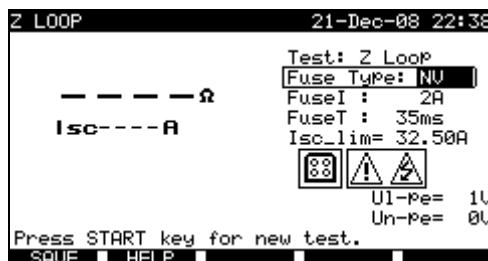 Z LOOP 21-Dec-08 22:38
Test: Z Loop
Fuse Type: NV
– – – –Ω
FuseI : 2A
FuseT : 35ms
Isc----A
Isc_lim= 32.50A
Ul-pe= 1V
Un-pe= 0V
Press START key for new test.
SAVE HELP